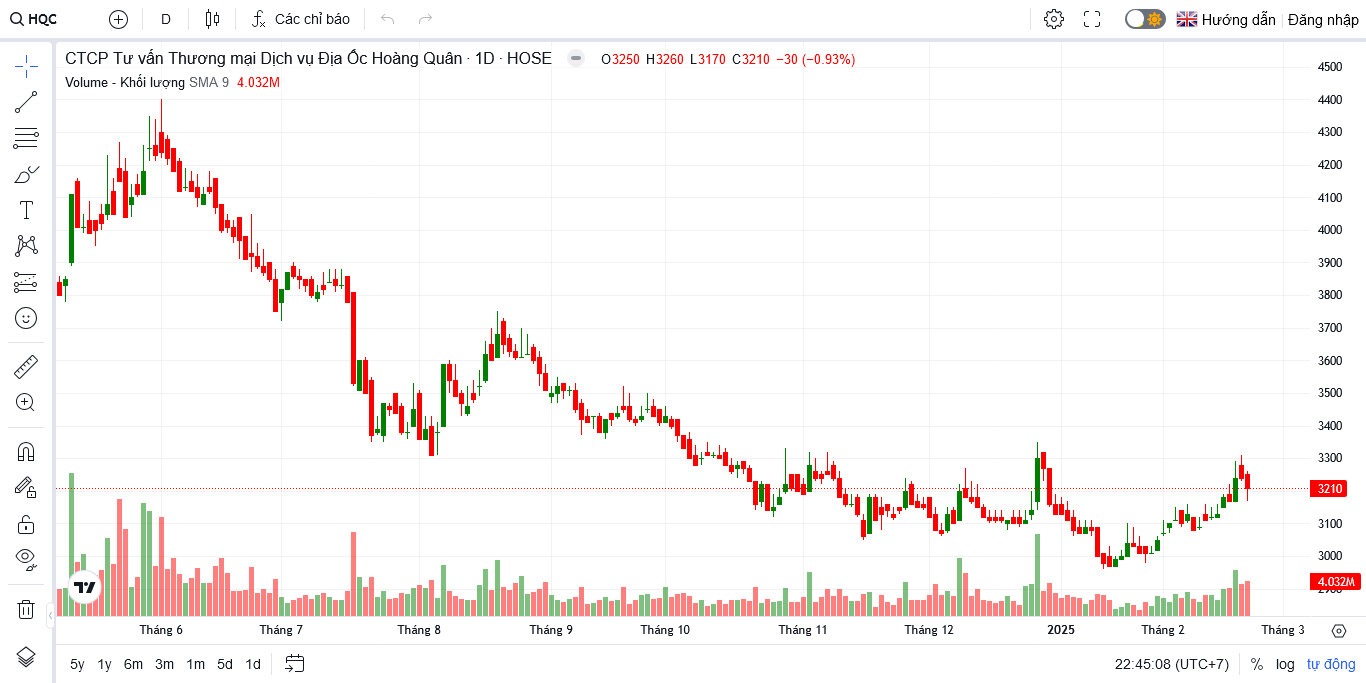 HQC D Các chỉ báo Hướng dẫn Đăng nhập
CTCP Tư vấn Thương mại Dịch vụ Địa Ốc Hoàng Quân · 1D · HOSE O3250 H3260 L3170 C3210 −30 (−0.93%)
Volume - Khối lượng SMA 9 4.032M
4500
4400
4300
4200
4100
4000
3900
3800
3700
3600
3500
3400
3300
3210
3100
3000
4.032M
2900
Tháng 6 Tháng 7 Tháng 8 Tháng 9 Tháng 10 Tháng 11 Tháng 12 2025 Tháng 2 Tháng 3
5y 1y 6m 3m 1m 5d 1d 22:45:08 (UTC+7) % log tự động